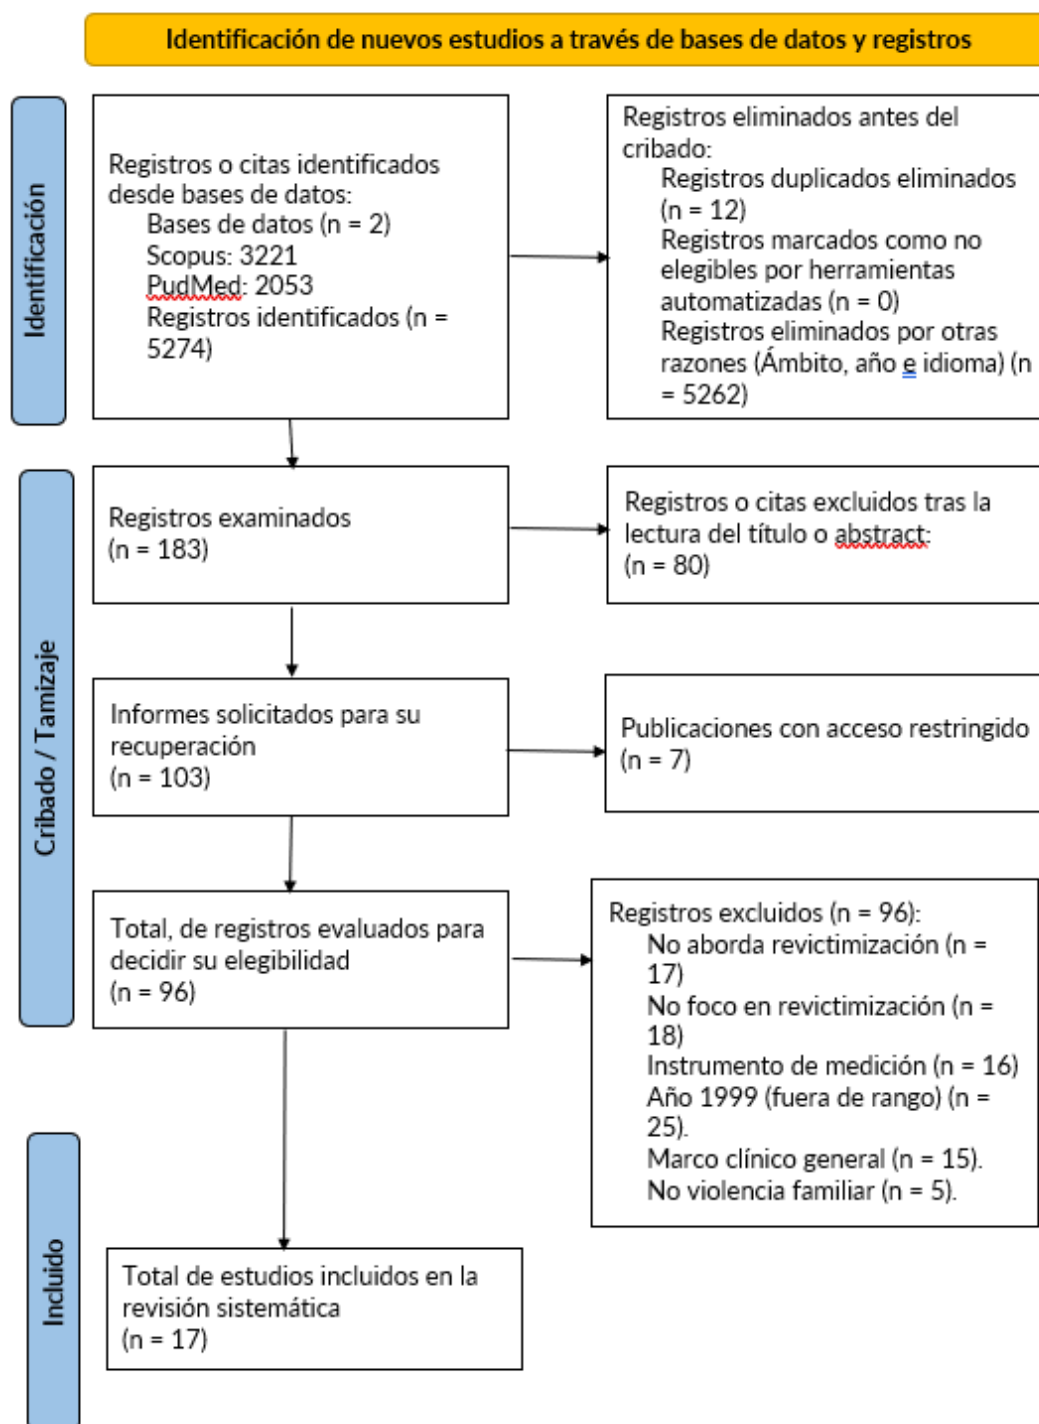 Identificación de nuevos estudios a través de bases de datos y registros
Identificación
Registros o citas identificados
desde bases de datos:
Bases de datos (n = 2)
Scopus: 3221
PudMed: 2053
Registros identificados (n =
5274)
Registros eliminados antes del
cribado:
Registros duplicados eliminados
(n = 12)
Registros marcados como no
elegibles por herramientas
automatizadas (n = 0)
Registros eliminados por otras
razones (Ámbito, año e idioma) (n
= 5262)
Cribado / Tamizaje
Registros examinados
(n = 183)
Registros o citas excluidos tras la
lectura del título o abstract:
(n = 80)
Informes solicitados para su
recuperación
(n = 103)
Publicaciones con acceso restringido
(n = 7)
Total, de registros evaluados para
decidir su elegibilidad
(n = 96)
Registros excluidos (n = 96):
No aborda revictimización (n =
17)
No foco en revictimización (n =
18)
Instrumento de medición (n = 16)
Año 1999 (fuera de rango) (n =
25).
Marco clínico general (n = 15).
No violencia familiar (n = 5).
Incluido
Total de estudios incluidos en la
revisión sistemática
(n = 17)